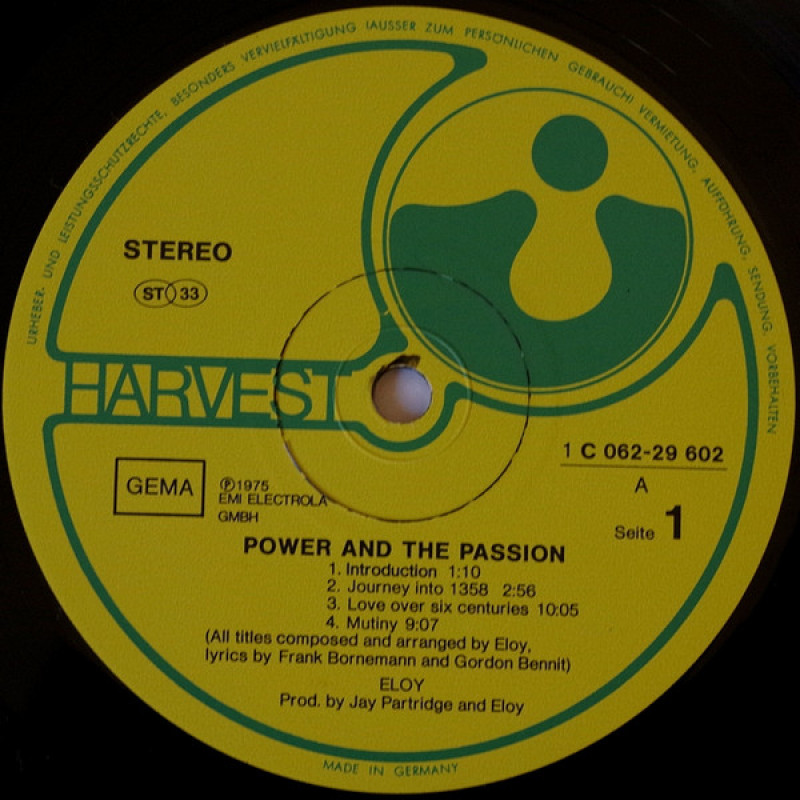 URHEBER- UND LEISTUNGSSCHUTZRECHTE, BESONDERS VERVIELFÄLTIGUNG (AUSSER ZUM PERSÖNLICHEN GEBRAUCH) VERMIETUNG, AUFFÜHRUNG, SENDUNG, VORBEHALTEN
STEREO
ST 33
HARVEST
1 C 062-29 602
A
Seite 1
GEMA
℗1975
EMI ELECTROLA
GMBH
POWER AND THE PASSION
1. Introduction 1:10
2. Journey into 1358 2:56
3. Love over six centuries 10:05
4. Mutiny 9:07
(All titles composed and arranged by Eloy,
lyrics by Frank Bornemann and Gordon Bennit)
ELOY
Prod. by Jay Partridge and Eloy
MADE IN GERMANY